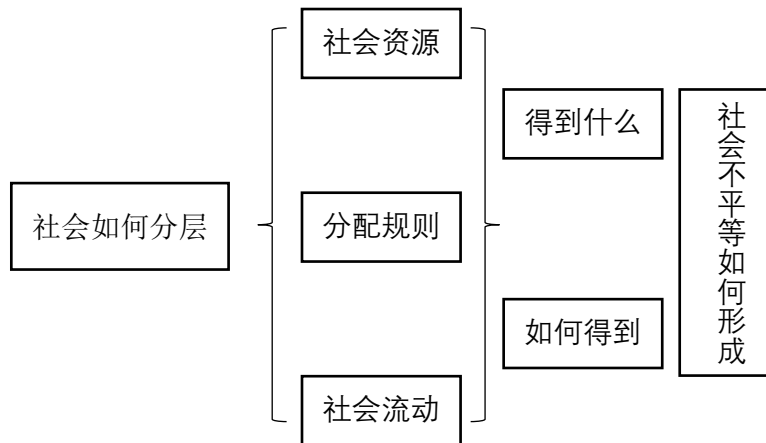 社会如何分层
社会资源
分配规则
社会流动
得到什么
如何得到
社会不平等如何形成